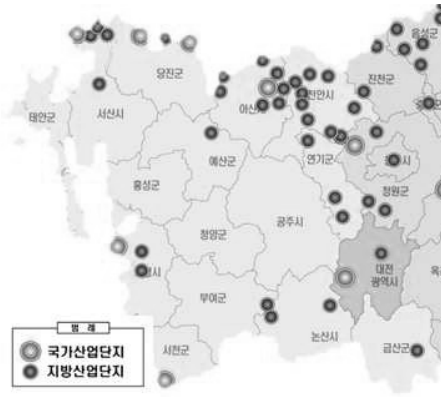 음성군
당진군
진천군
아산시
천안시
태안군
서산시
예산군
연기군
청원군
홍성군
청양군
공주시
대전
광역시
부여군
논산시
서천군
금산군
범 례
국가산업단지
지방산업단지